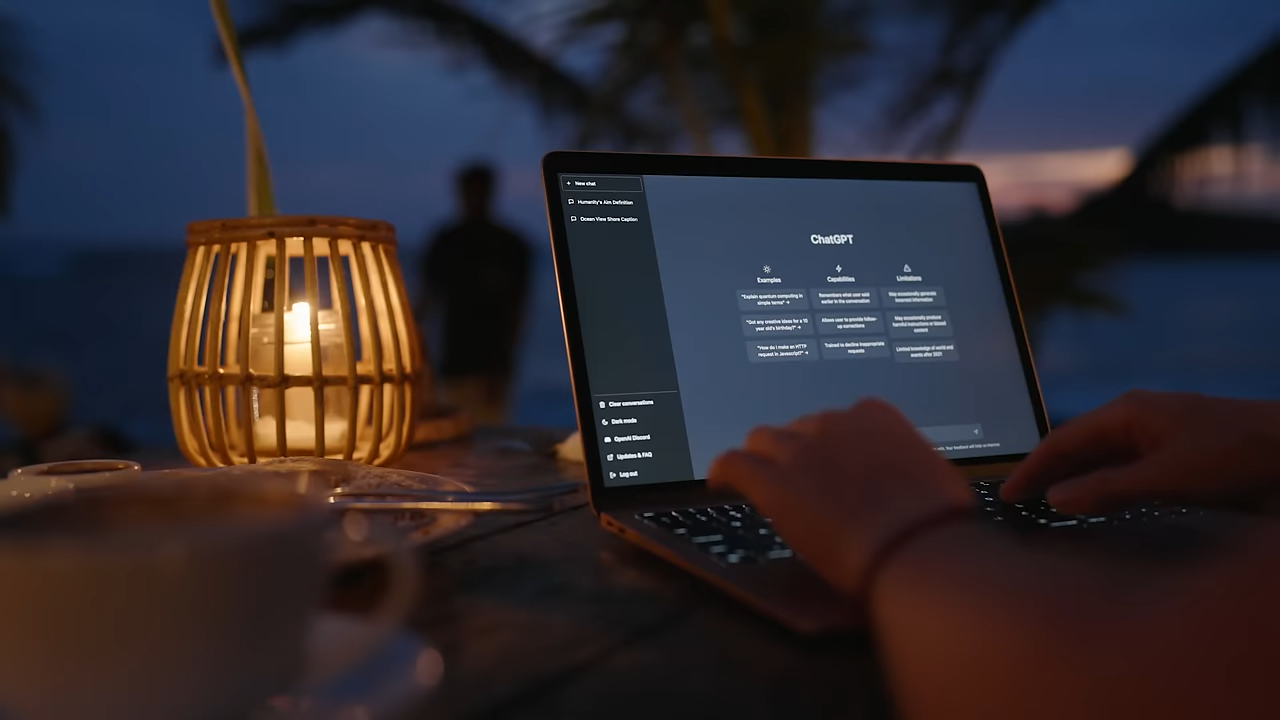 + New chat
Humanity's Aim Definition
Ocean View Shore Caption
Clear conversations
Dark mode
OpenAI Discord
Updates & FAQ
Log out
ChatGPT
Examples
"Explain quantum computing in
simple terms" →
"Got any creative ideas for a 10
year old's birthday?" →
"How do I make an HTTP
request in Javascript?" →
Capabilities
Remembers what user said
earlier in the conversation
Allows user to provide follow-
up corrections
Trained to decline inappropriate
requests
Limitations
May occasionally generate
incorrect information
May occasionally produce
harmful instructions or biased
content
Limited knowledge of world and
events after 2021